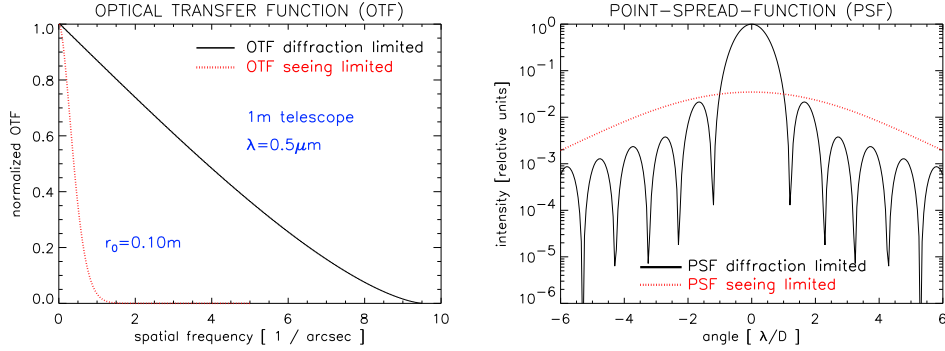 OPTICAL TRANSFER FUNCTION (OTF)
1.0
0.8
0.6
0.4
0.2
0.0
normalized OTF
OTF diffraction limited
OTF seeing limited
1m telescope
λ=0.5μm
r₀=0.10m
0 2 4 6 8 10
spatial frequency [ 1 / arcsec]
POINT-SPREAD-FUNCTION (PSF)
10⁰
10⁻¹
10⁻²
10⁻³
10⁻⁴
10⁻⁵
10⁻⁶
intensity [relative units]
PSF diffraction limited
PSF seeing limited
-6 -4 -2 0 2 4 6
angle [ λ/D]